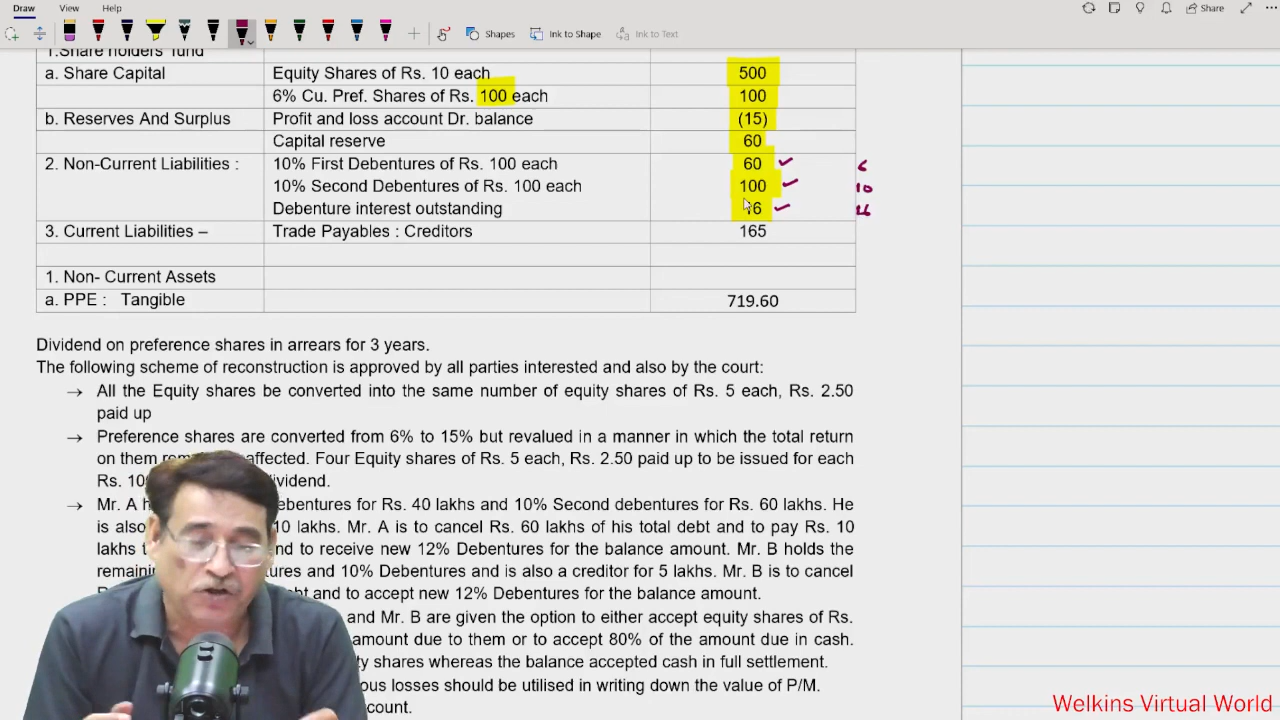 Draw View Help Share
Shapes Ink to Shape Ink to Text
1.Share holders' fund
a. Share Capital Equity Shares of Rs. 10 each 500
6% Cu. Pref. Shares of Rs. 100 each 100
b. Reserves And Surplus Profit and loss account Dr. balance (15)
Capital reserve 60
2. Non-Current Liabilities : 10% First Debentures of Rs. 100 each 60 6
10% Second Debentures of Rs. 100 each 100 10
Debenture interest outstanding 16 16
3. Current Liabilities – Trade Payables : Creditors 165
1. Non- Current Assets
a. PPE : Tangible 719.60
Dividend on preference shares in arrears for 3 years.
The following scheme of reconstruction is approved by all parties interested and also by the court:
→ All the Equity shares be converted into the same number of equity shares of Rs. 5 each, Rs. 2.50
paid up
→ Preference shares are converted from 6% to 15% but revalued in a manner in which the total return
on them affected. Four Equity shares of Rs. 5 each, Rs. 2.50 paid up to be issued for each
Rs. dividend.
→ Mr. A Debentures for Rs. 40 lakhs and 10% Second debentures for Rs. 60 lakhs. He
is also 10 lakhs. Mr. A is to cancel Rs. 60 lakhs of his total debt and to pay Rs. 10
lakhs and to receive new 12% Debentures for the balance amount. Mr. B holds the
and 10% Debentures and is also a creditor for 5 lakhs. Mr. B is to cancel
and to accept new 12% Debentures for the balance amount.
and Mr. B are given the option to either accept equity shares of Rs.
amount due to them or to accept 80% of the amount due in cash.
shares whereas the balance accepted cash in full settlement.
losses should be utilised in writing down the value of P/M.
Welkins Virtual World